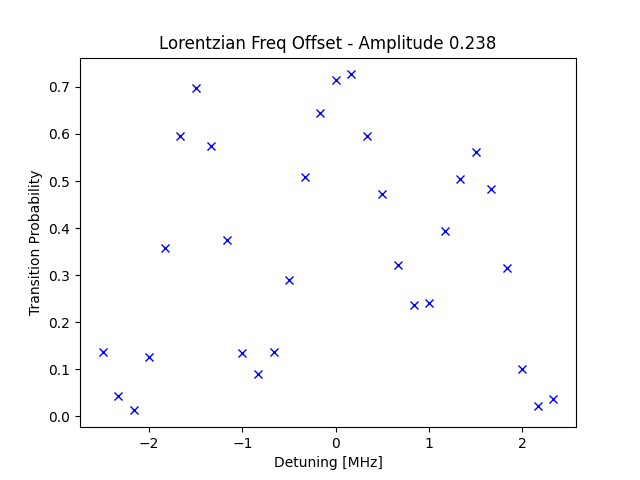 Lorentzian Freq Offset - Amplitude 0.238
Transition Probability
0.7
0.6
0.5
0.4
0.3
0.2
0.1
0.0
−2 −1 0 1 2
Detuning [MHz]